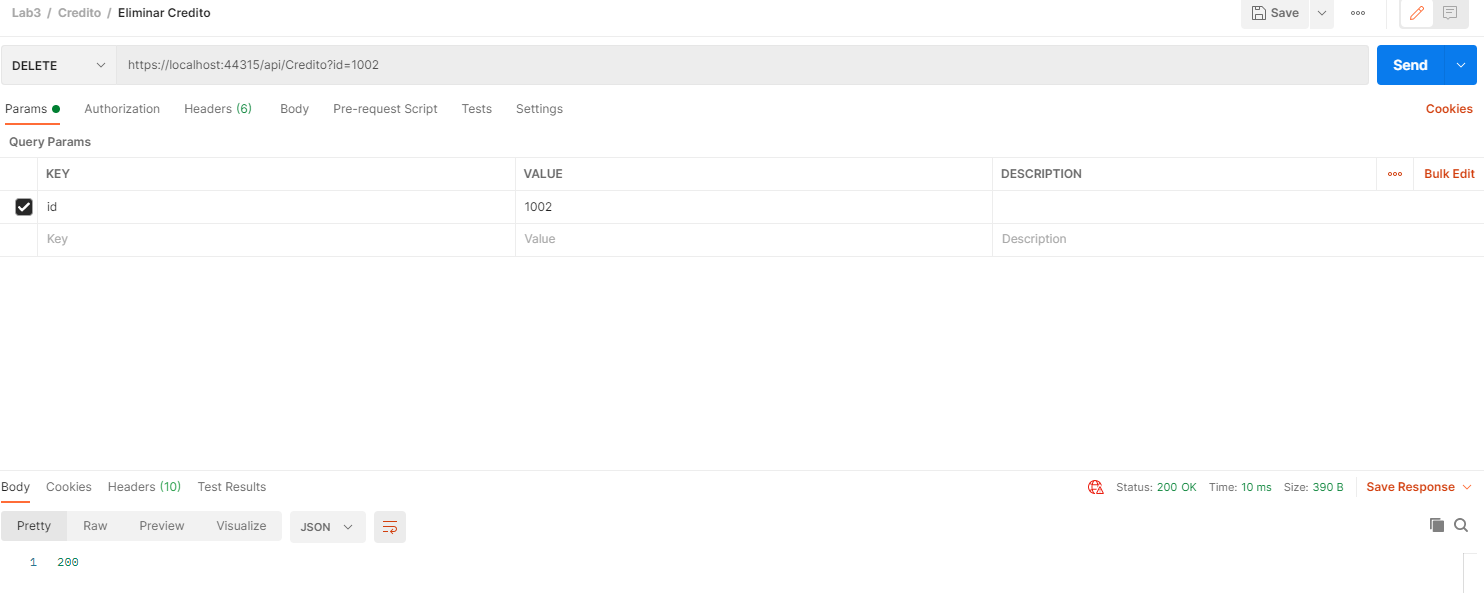 Lab3 / Credito / Eliminar Credito
Save
DELETE
https://localhost:44315/api/Credito?id=1002
Send
Params Authorization Headers (6) Body Pre-request Script Tests Settings Cookies
Query Params
KEY VALUE DESCRIPTION Bulk Edit
id 1002
Key Value Description
Body Cookies Headers (10) Test Results Status: 200 OK Time: 10 ms Size: 390 B Save Response
Pretty Raw Preview Visualize JSON
1 200